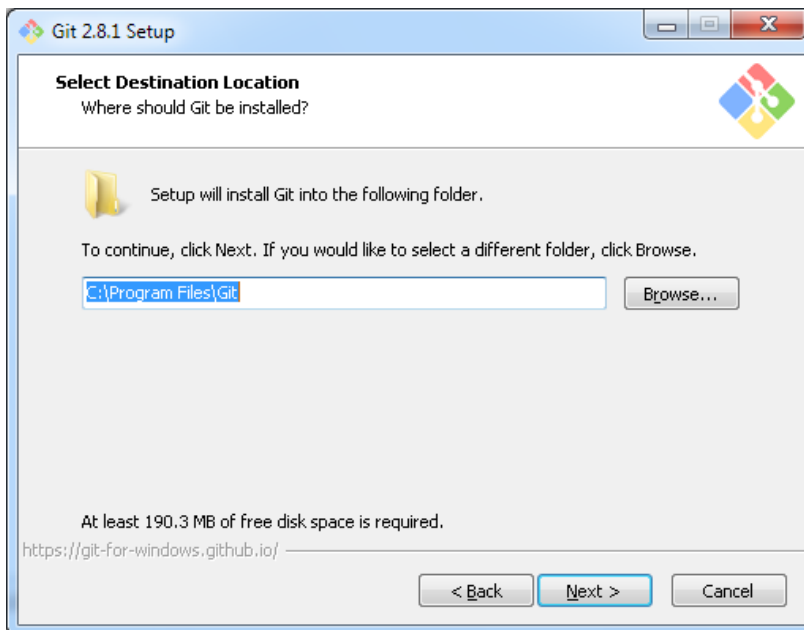 Git 2.8.1 Setup
Select Destination Location
Where should Git be installed?
Setup will install Git into the following folder.
To continue, click Next. If you would like to select a different folder, click Browse.
C:\Program Files\Git
Browse...
At least 190.3 MB of free disk space is required.
https://git-for-windows.github.io/
< Back
Next >
Cancel